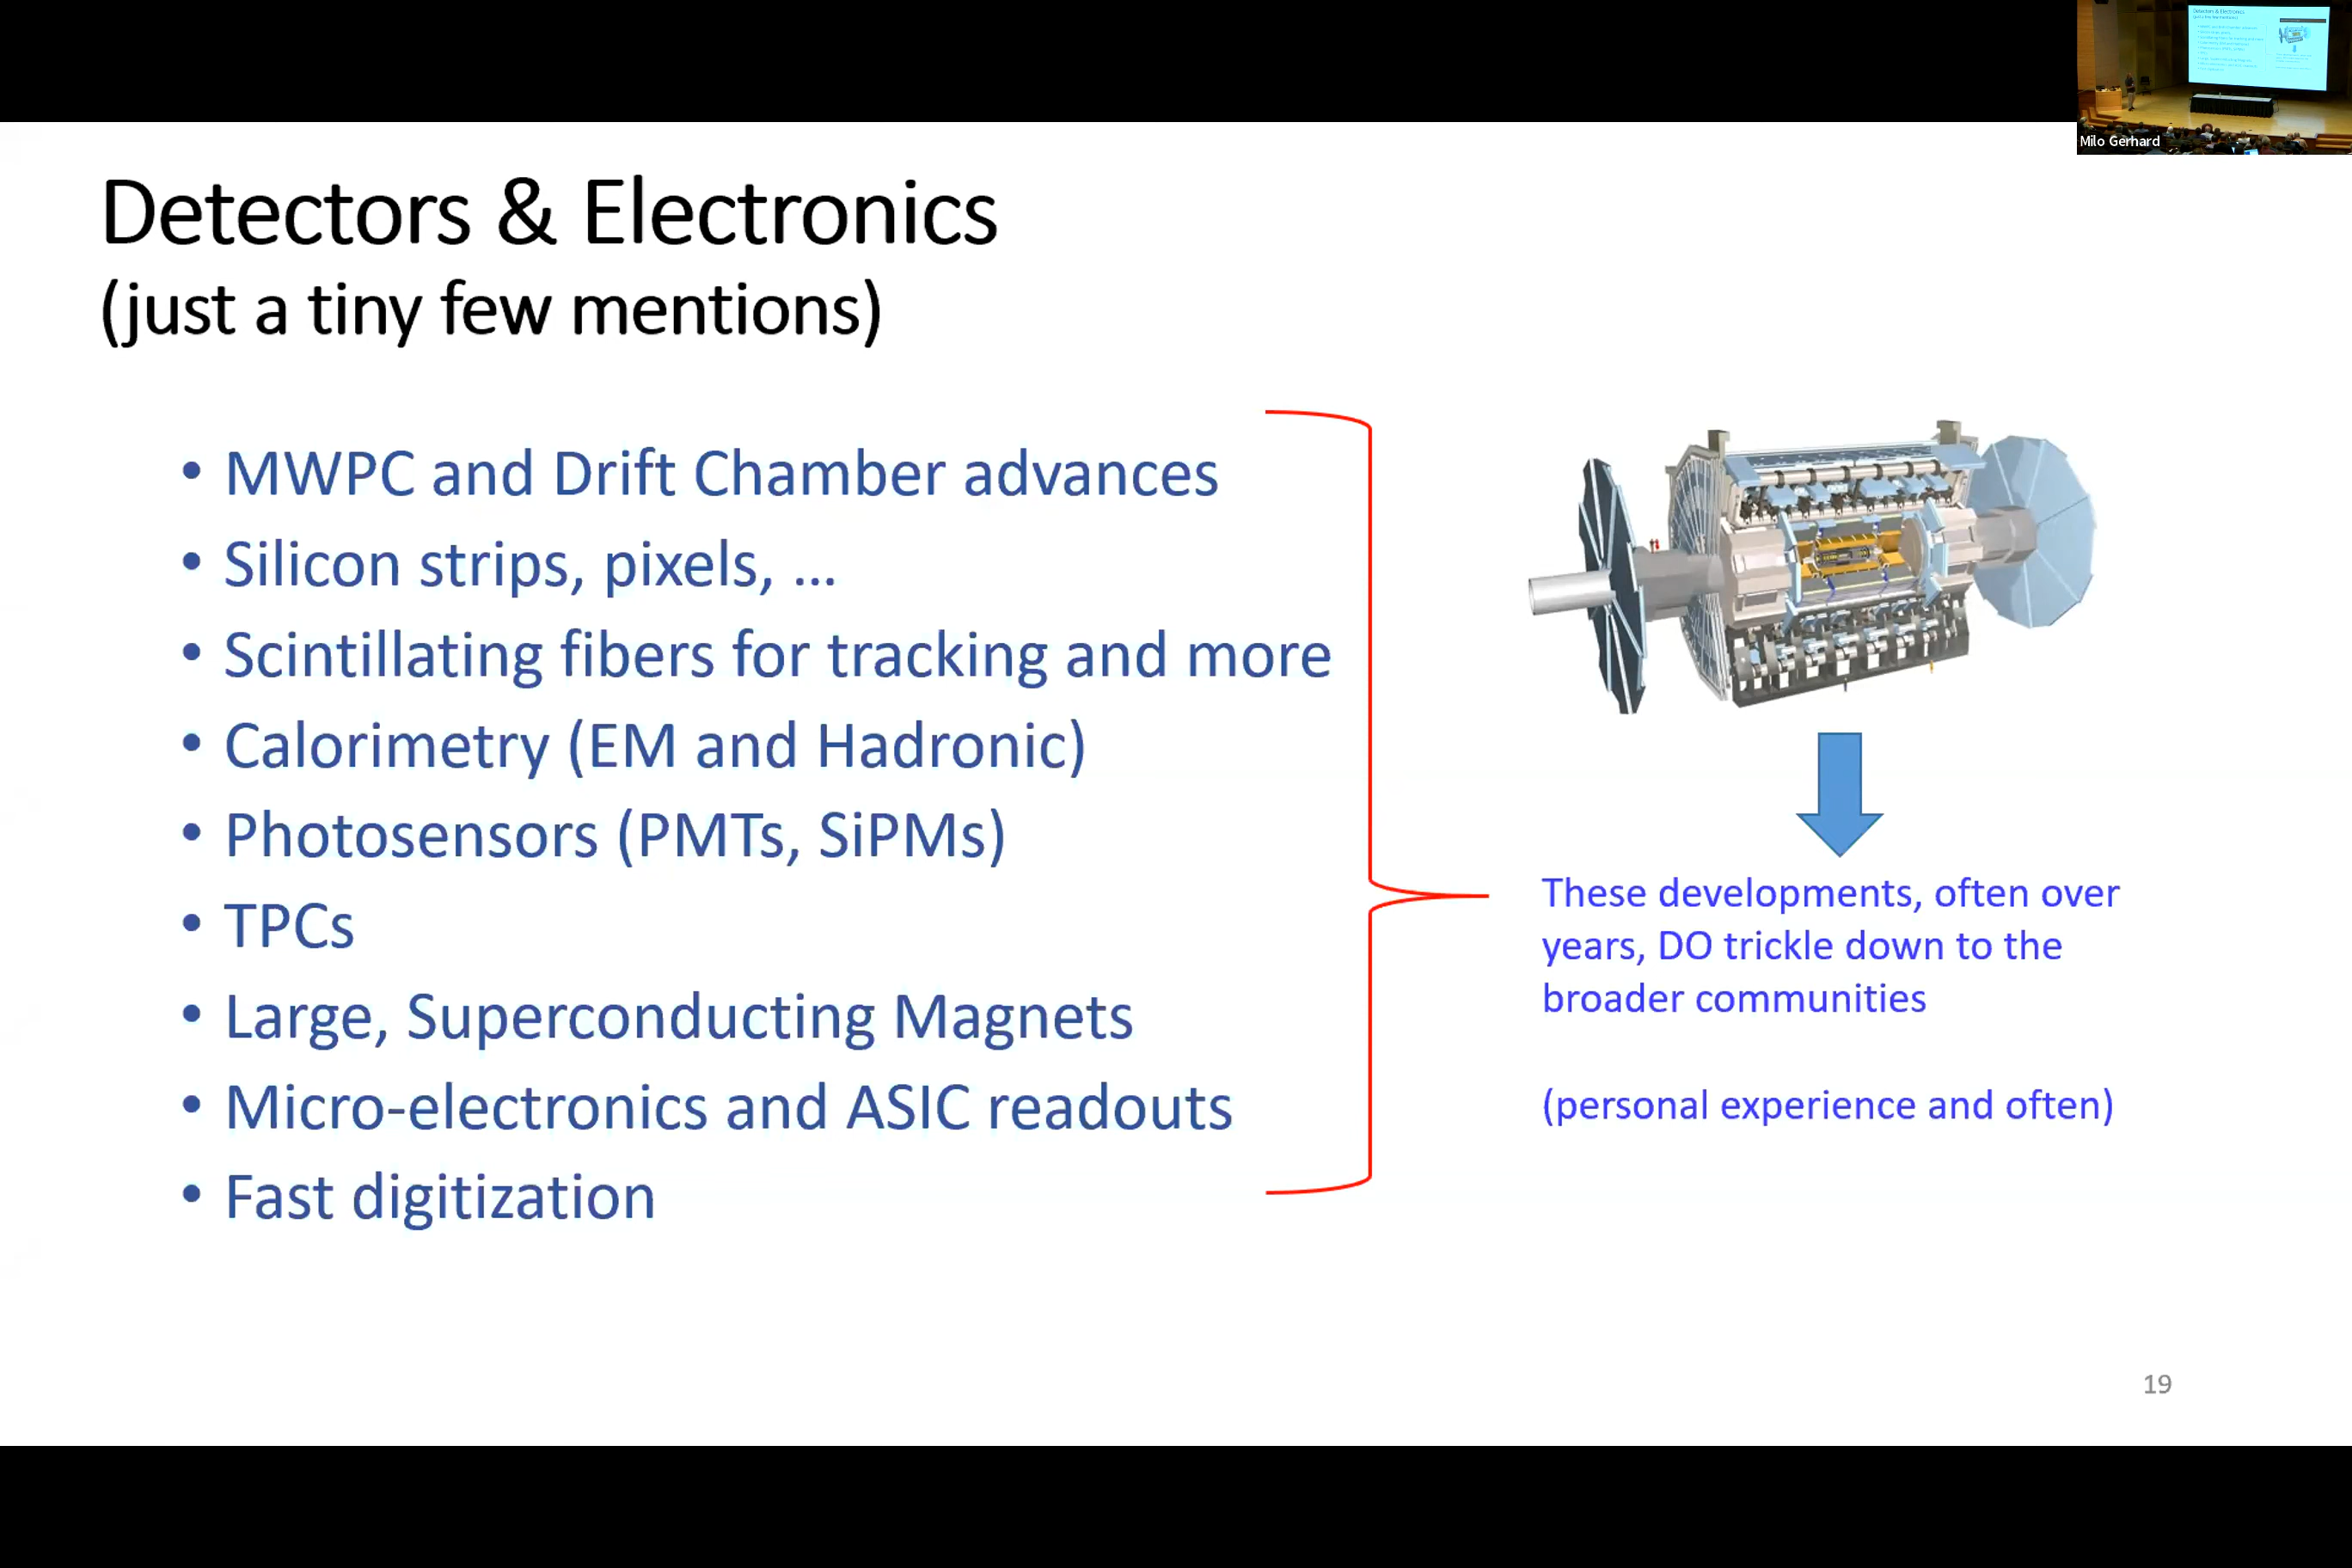 Milo Gerhard
Detectors & Electronics
(just a tiny few mentions)
• MWPC and Drift Chamber advances
• Silicon strips, pixels, ...
• Scintillating fibers for tracking and more
• Calorimetry (EM and Hadronic)
• Photosensors (PMTs, SiPMs)
• TPCs
• Large, Superconducting Magnets
• Micro-electronics and ASIC readouts
• Fast digitization
These developments, often over
years, DO trickle down to the
broader communities
(personal experience and often)
19